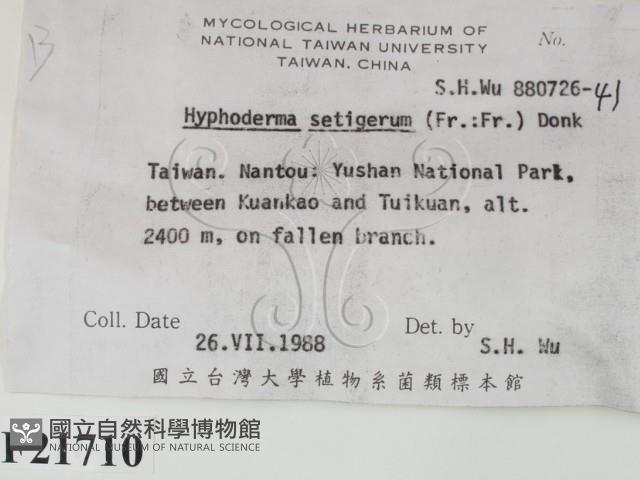 B
MYCOLOGICAL HERBARIUM OF
NATIONAL TAIWAN UNIVERSITY
TAIWAN. CHINA
No.
S.H.Wu 880726-41
Hyphoderma setigerum (Fr.:Fr.) Donk
Taiwan. Nantou: Yushan National Park,
between Kuankao and Tuikuan, alt.
2400 m, on fallen branch.
Coll. Date 26.VII.1988
Det. by S.H. Wu
國立台灣大學植物系菌類標本館
國立自然科學博物館
NATIONAL MUSEUM OF NATURAL SCIENCE
F21710